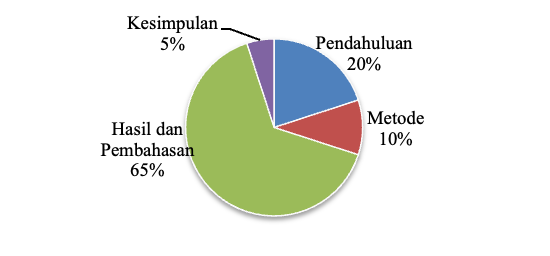 Kesimpulan
5%
Pendahuluan
20%
Metode
10%
Hasil dan
Pembahasan
65%